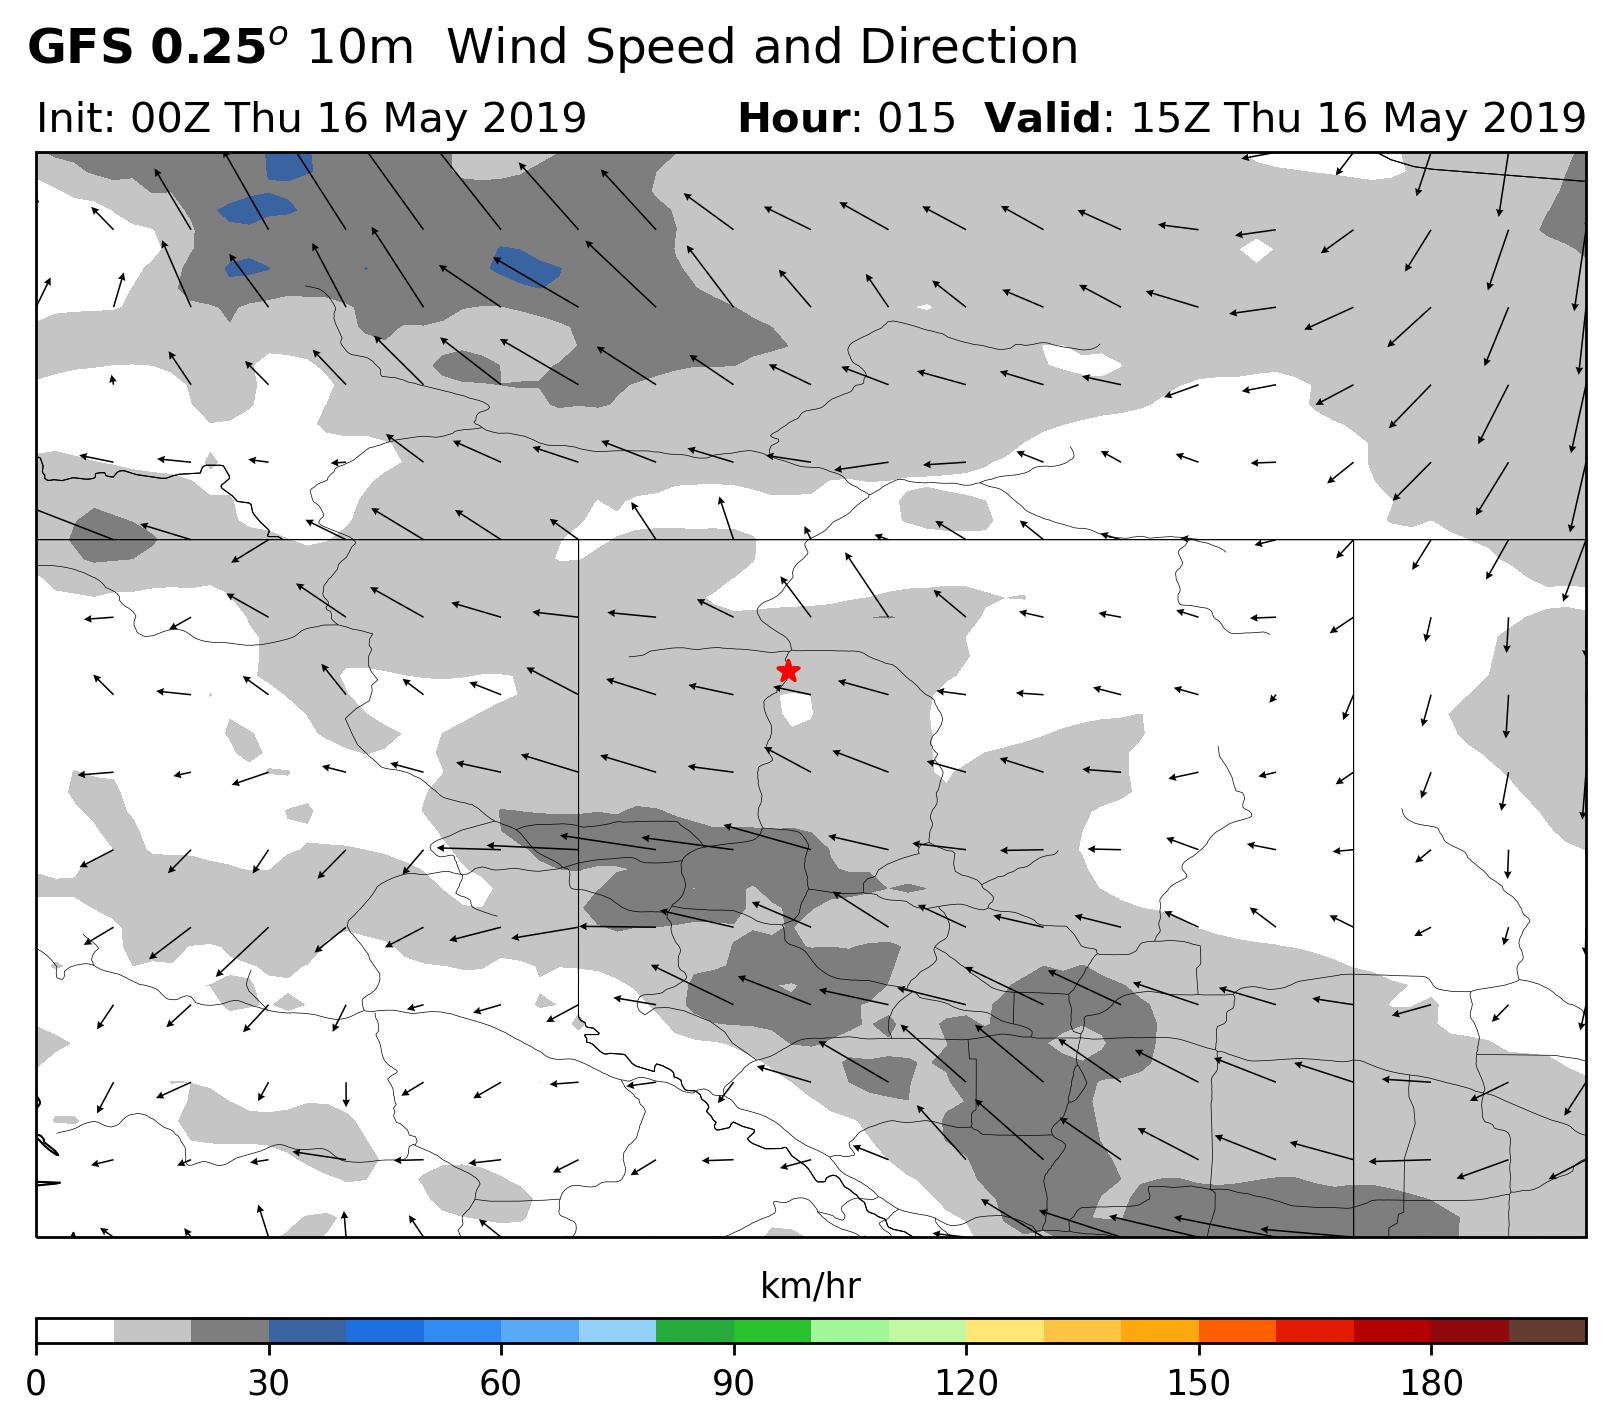 GFS 0.25° 10m Wind Speed and Direction
Init: 00Z Thu 16 May 2019 Hour: 015 Valid: 15Z Thu 16 May 2019
km/hr
0 30 60 90 120 150 180